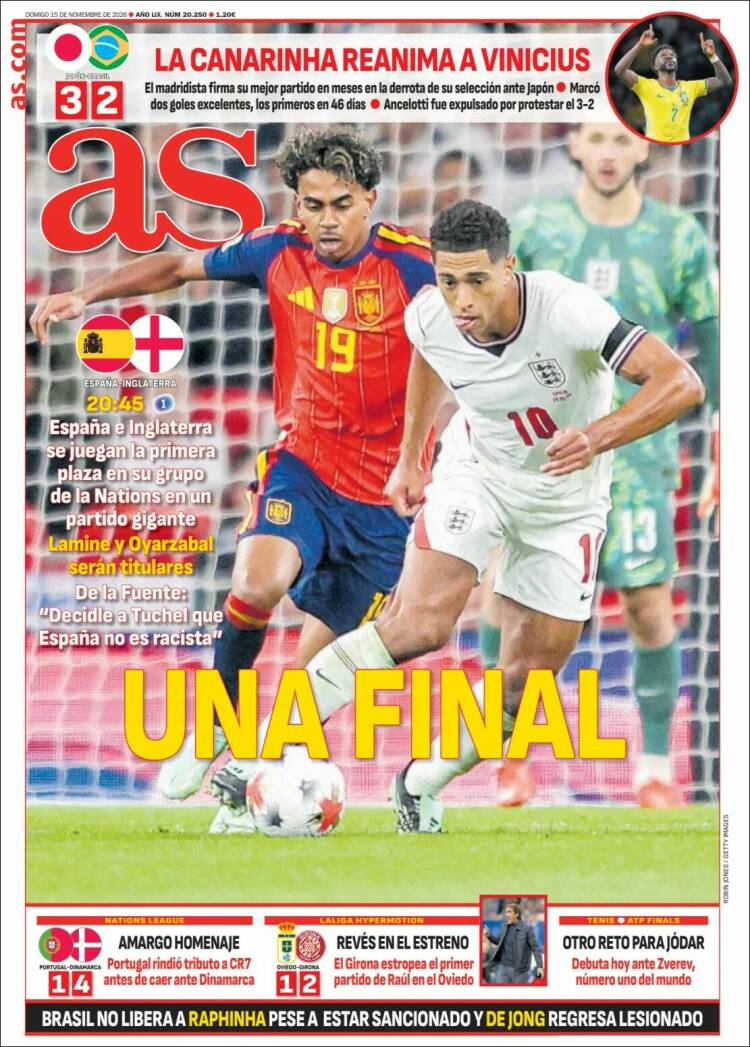 DOMIGO 15 DE NOVIEMBRE DE 2026 ● AÑO LIX. NÚM 20.250 ● 1,20€
as.com
JAPÓN-BRASIL
3 2
LA CANARINHA REANIMA A VINICIUS
El madridista firma su mejor partido en meses en la derrota de su selección ante Japón ● Marcó
dos goles excelentes, los primeros en 46 días ● Ancelotti fue expulsado por protestar el 3-2
7
as
19
10
13
ESPAÑA-INGLATERRA
20:45 1
España e Inglaterra
se juegan la primera
plaza en su grupo
de la Nations en un
partido gigante
Lamine y Oyarzabal
serán titulares
De la Fuente:
“Decidle a Tuchel que
España no es racista”
UNA FINAL
ROBIN JONES / GETTY IMAGES
NATIONS LEAGUE
PORTUGAL-DINAMARCA
1 4
AMARGO HOMENAJE
Portugal rindió tributo a CR7
antes de caer ante Dinamarca
LALIGA HYPERMOTION
OVIEDO-GIRONA
1 2
REVÉS EN EL ESTRENO
El Girona estropea el primer
partido de Raúl en el Oviedo
TENIS ● ATP FINALS
OTRO RETO PARA JÓDAR
Debuta hoy ante Zverev,
número uno del mundo
BRASIL NO LIBERA A RAPHINHA PESE A ESTAR SANCIONADO Y DE JONG REGRESA LESIONADO